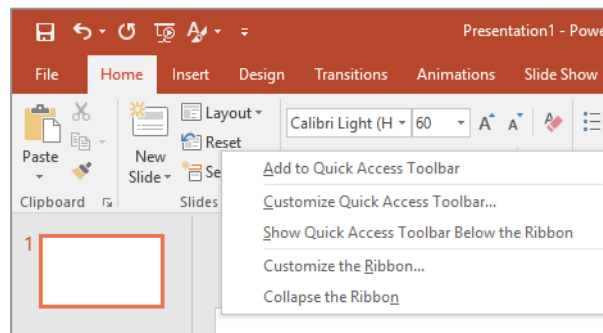 Presentation1 - Powe
File Home Insert Design Transitions Animations Slide Show
Layout
Calibri Light (H 60 A A
Reset
Paste New Slide Se
Clipboard Slides
Add to Quick Access Toolbar
Customize Quick Access Toolbar...
Show Quick Access Toolbar Below the Ribbon
Customize the Ribbon...
Collapse the Ribbon
1